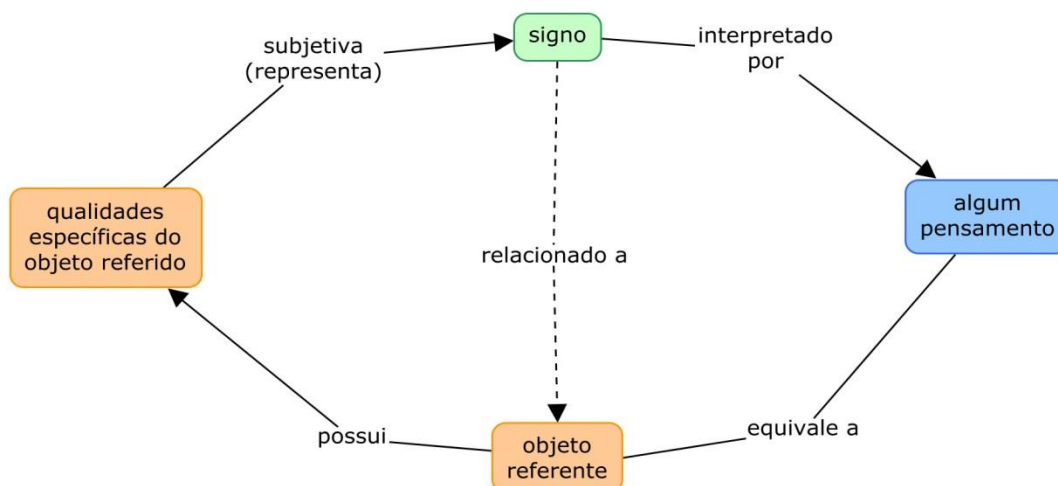 signo
subjetiva
(representa)
interpretado
por
qualidades
específicas do
objeto referido
algum
pensamento
relacionado a
possui
equivale a
objeto
referente